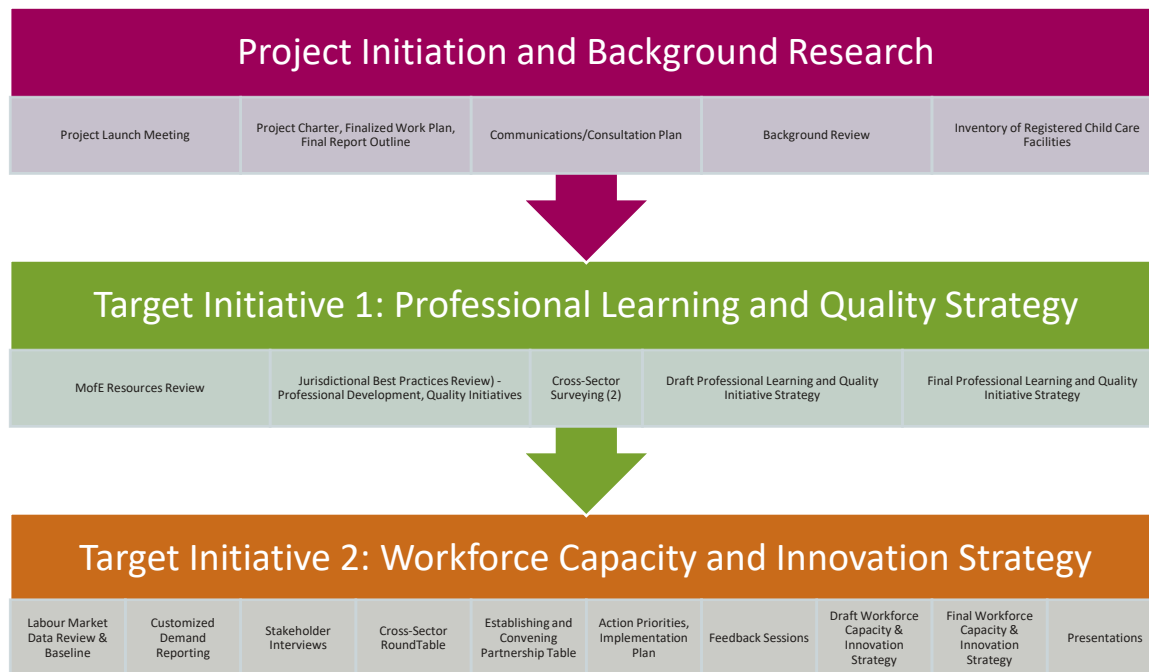 Project Initiation and Background Research
Project Launch Meeting
Project Charter, Finalized Work Plan,
Final Report Outline
Communications/Consultation Plan
Background Review
Inventory of Registered Child Care
Facilities
Target Initiative 1: Professional Learning and Quality Strategy
MofE Resources Review
Jurisdictional Best Practices Review) -
Professional Development, Quality Initiatives
Cross-Sector
Surveying (2)
Draft Professional Learning and Quality
Initiative Strategy
Final Professional Learning and Quality
Initiative Strategy
Target Initiative 2: Workforce Capacity and Innovation Strategy
Labour Market
Data Review &
Baseline
Customized
Demand
Reporting
Stakeholder
Interviews
Cross-Sector
RoundTable
Establishing and
Convening
Partnership Table
Action Priorities,
Implementation
Plan
Feedback Sessions
Draft Workforce
Capacity &
Innovation
Strategy
Final Workforce
Capacity &
Innovation
Strategy
Presentations